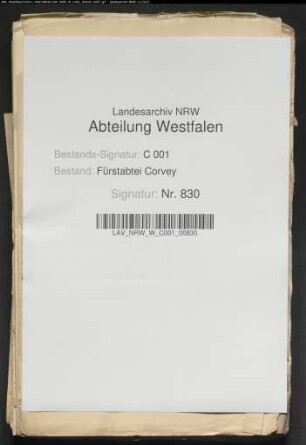 Landesarchiv NRW
Abteilung Westfalen
Bestands-Signatur: C 001
Bestand: Fürstabtei Corvey
Signatur: Nr. 830
LAV_NRW_W_C001_00830